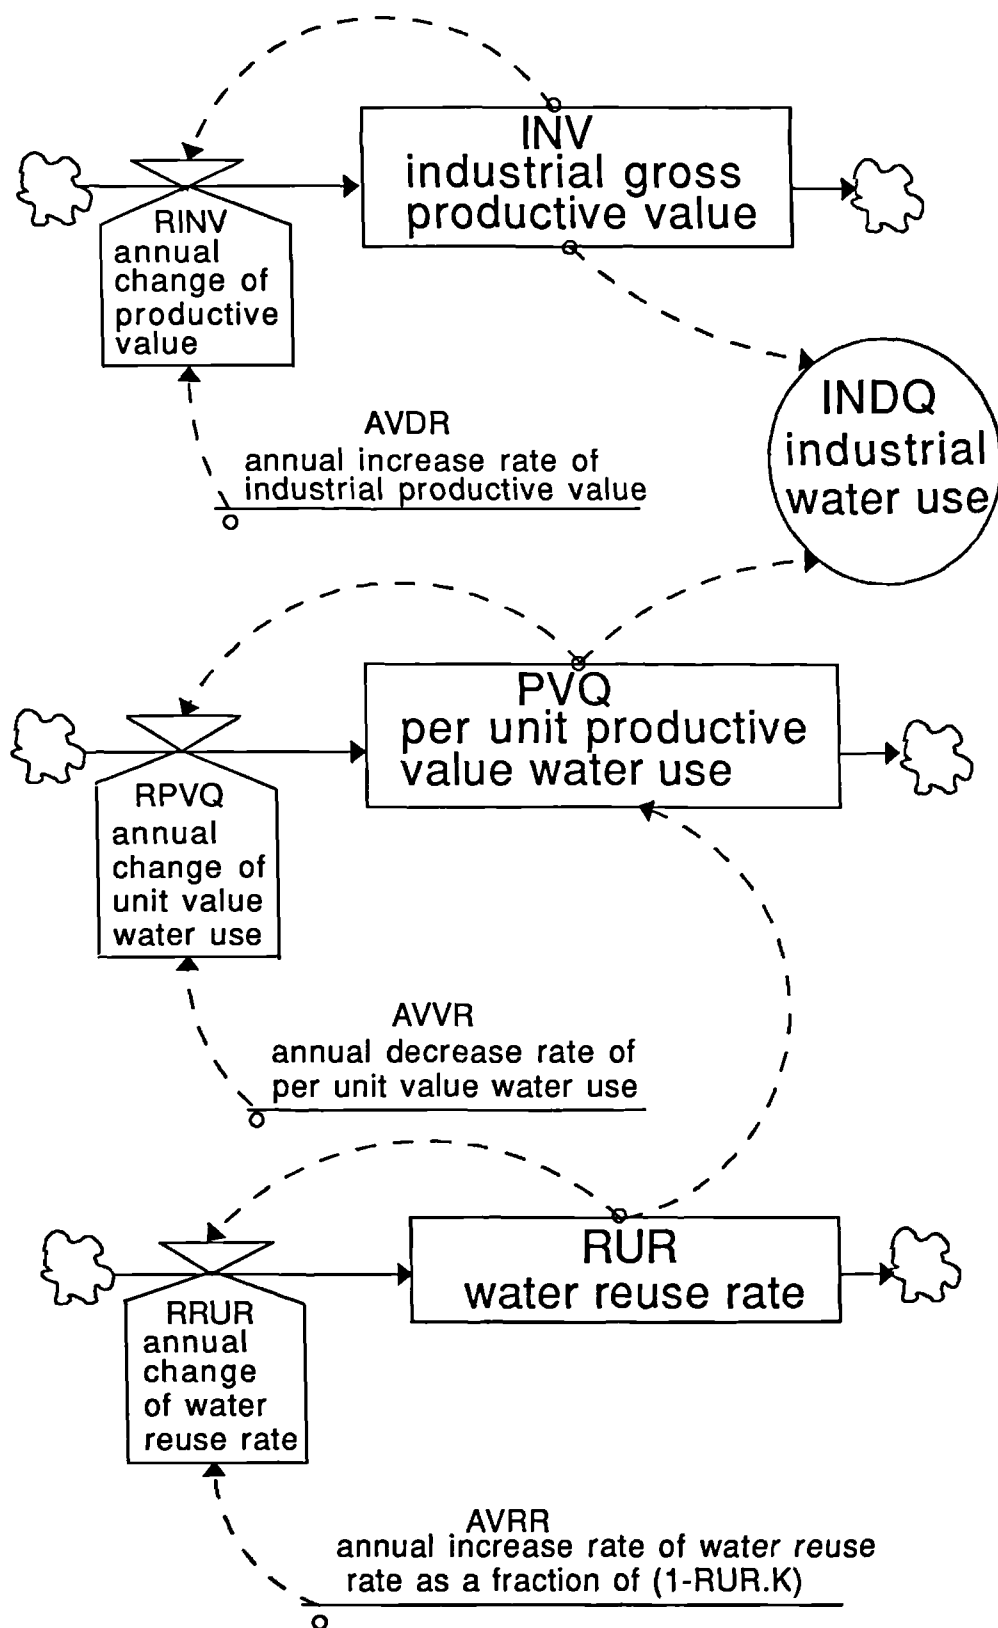 INV
industrial gross
productive value
RINV
annual
change of
productive
value
INDQ
industrial
water use
AVDR
annual increase rate of
industrial productive value
PVQ
per unit productive
value water use
RPVQ
annual
change of
unit value
water use
AVVR
annual decrease rate of
per unit value water use
RUR
water reuse rate
RRUR
annual
change
of water
reuse rate
AVRR
annual increase rate of water reuse
rate as a fraction of (1-RUR.K)